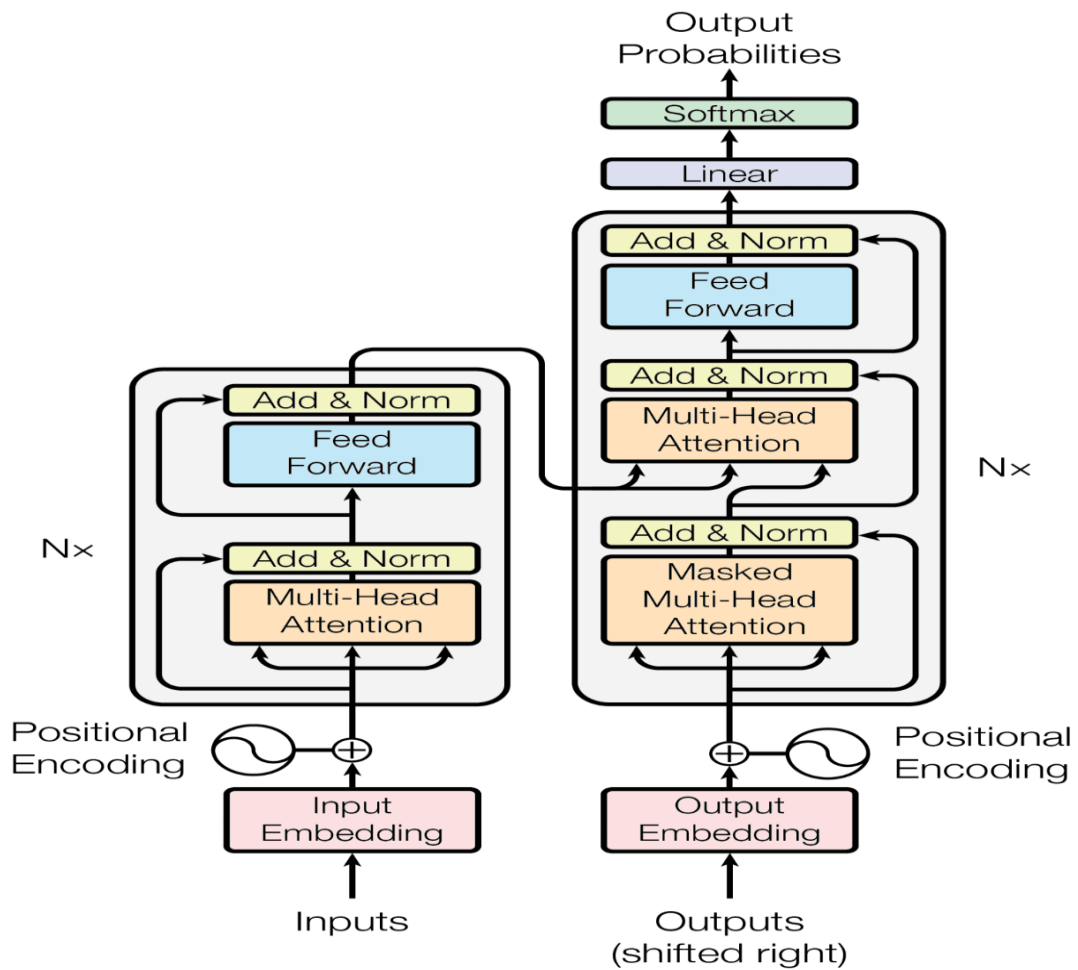 Output
Probabilities
Softmax
Linear
Add & Norm
Feed
Forward
Add & Norm
Multi-Head
Attention
Add & Norm
Masked
Multi-Head
Attention
Nx
Add & Norm
Feed
Forward
Add & Norm
Multi-Head
Attention
Nx
Positional
Encoding
Positional
Encoding
Input
Embedding
Output
Embedding
Inputs
Outputs
(shifted right)